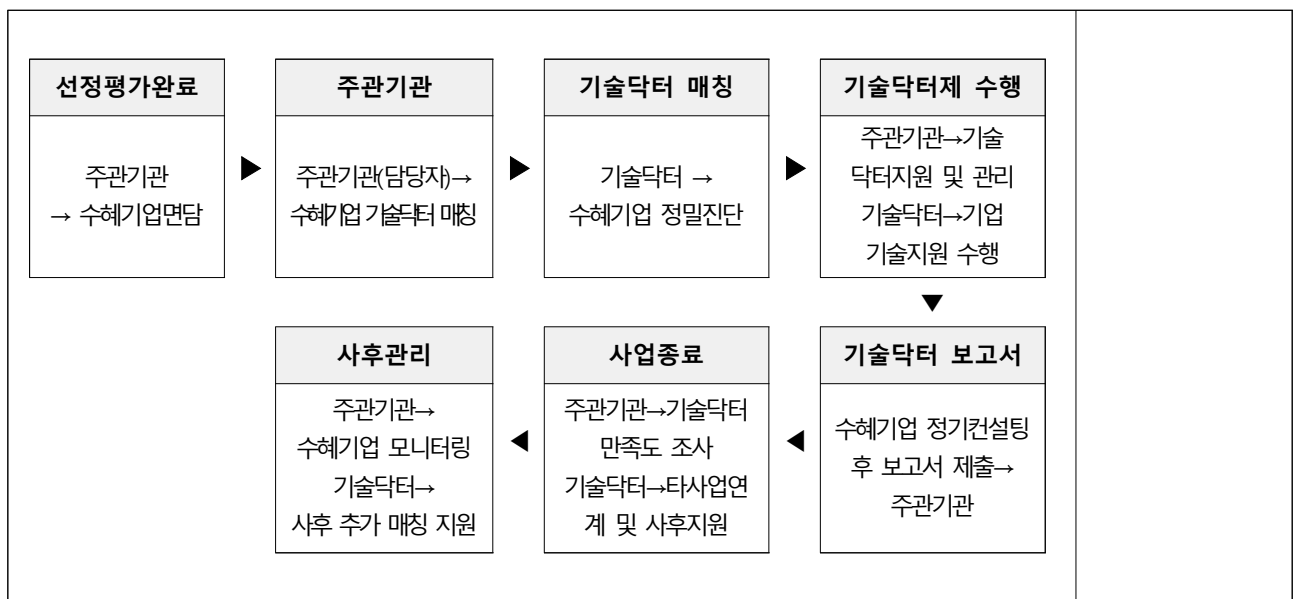 선정평가완료
주관기관
→ 수혜기업면담
▶
주관기관
주관기관(담당자)→
수혜기업 기술닥터 매칭
▶
기술닥터 매칭
기술닥터 →
수혜기업 정밀진단
▶
기술닥터제 수행
주관기관→기술
닥터지원 및 관리
기술닥터→기업
기술지원 수행
▼
기술닥터 보고서
수혜기업 정기컨설팅
후 보고서 제출→
주관기관
◀
사업종료
주관기관→기술닥터
만족도 조사
기술닥터→타사업연
계 및 사후지원
◀
사후관리
주관기관→
수혜기업 모니터링
기술닥터→
사후 추가 매칭 지원